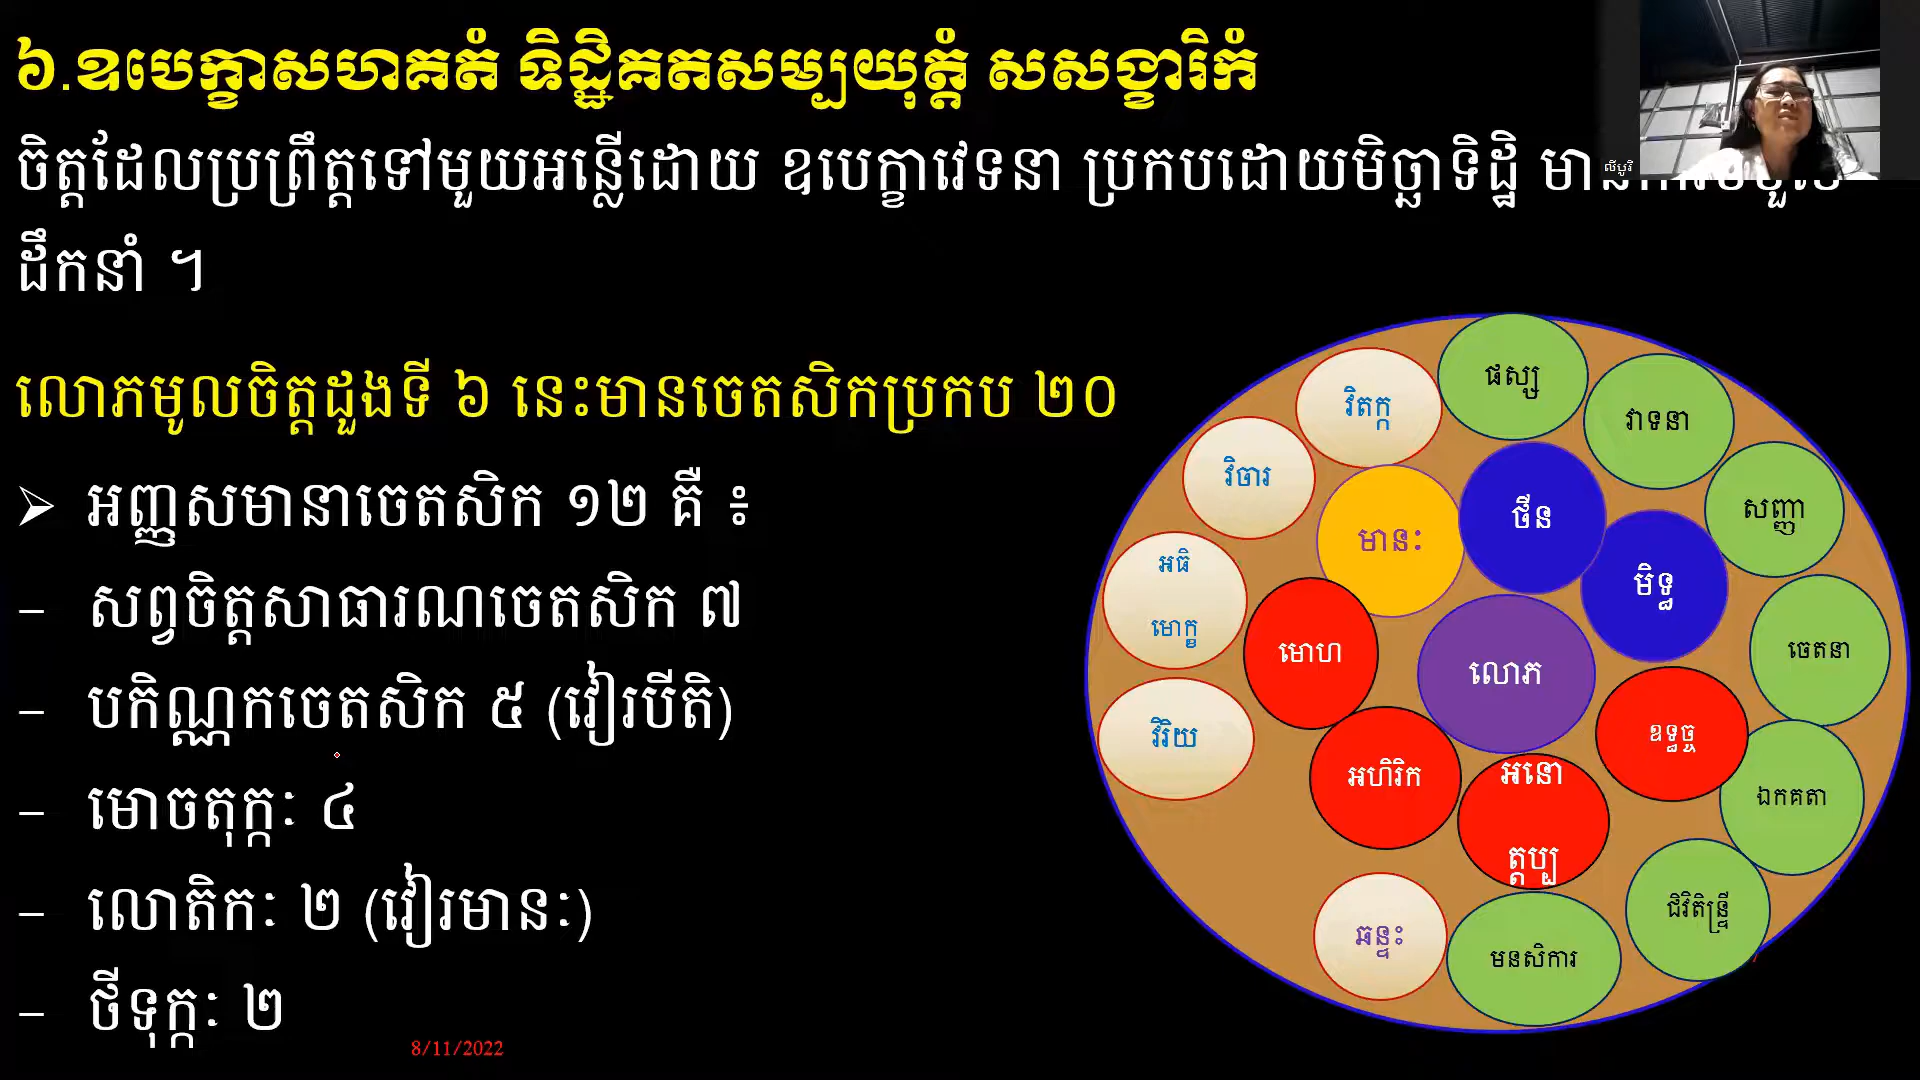 ៦.ឧបេក្ខាសហគតំ ទិដ្ឋិគតសម្បយុត្តំ សសង្ខារិកំ
ចិត្តដែលប្រព្រឹត្តទៅមួយអន្លើដោយ ឧបេក្ខាវេទនា ប្រកបដោយមិច្ឆាទិដ្ឋិ
ដឹកនាំ ។
លោភមូលចិត្តដួងទី ៦ នេះមានចេតសិកប្រកប ២០
➢ អញ្ញសមានាចេតសិក ១២ គឺ ៖
– សព្វចិត្តសាធារណចេតសិក ៧
– បកិណ្ណកចេតសិក ៥ (វៀរបីតិ)
– មោចតុក្កៈ ៤
– លោតិកៈ ២ (វៀរមានៈ)
– ថីទុក្កៈ ២
8/11/2022
ផស្ស
វិតក្ក
វាទនា
វិចារ
សញ្ញា
ថីន
មានៈ
អធិ
មោក្ខ
មិទ្ធ
មោហ
លោភ
ចេតនា
វិរិយ
ឧទ្ធច្ច
អហិរិក
អនោ
ត្តប្ប
ឯកគតា
ជិវិតិន្ទ្រី
ឆន្ទះ
មនសិការ